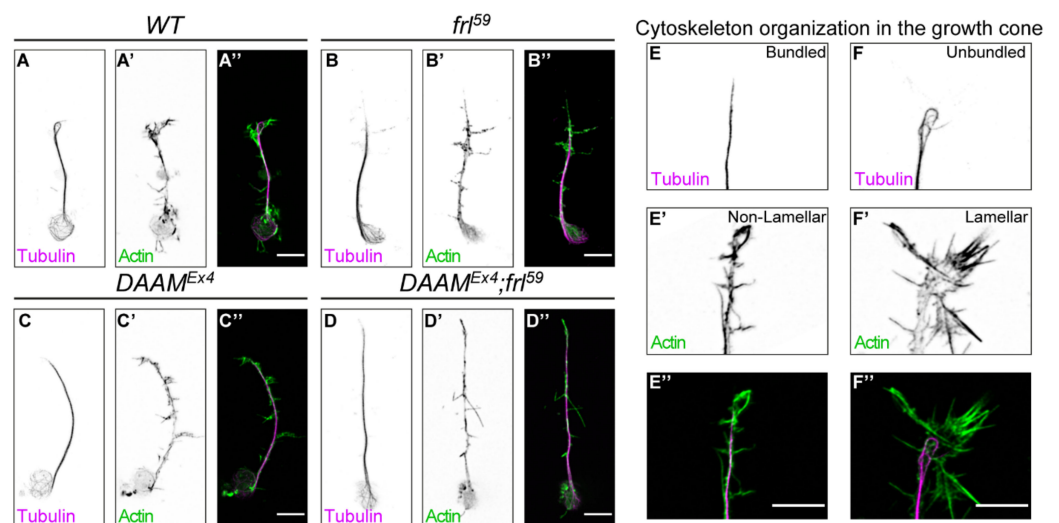 WT
frl⁵⁹
A
A'
A''
B
B'
B''
Tubulin
Actin
Tubulin
Actin
DAAMᴱˣ⁴
DAAMᴱˣ⁴;frl⁵⁹
C
C'
C''
D
D'
D''
Tubulin
Actin
Tubulin
Actin
Cytoskeleton organization in the growth cone
E Bundled
F Unbundled
Tubulin
Tubulin
E' Non-Lamellar
F' Lamellar
Actin
Actin
E''
F''